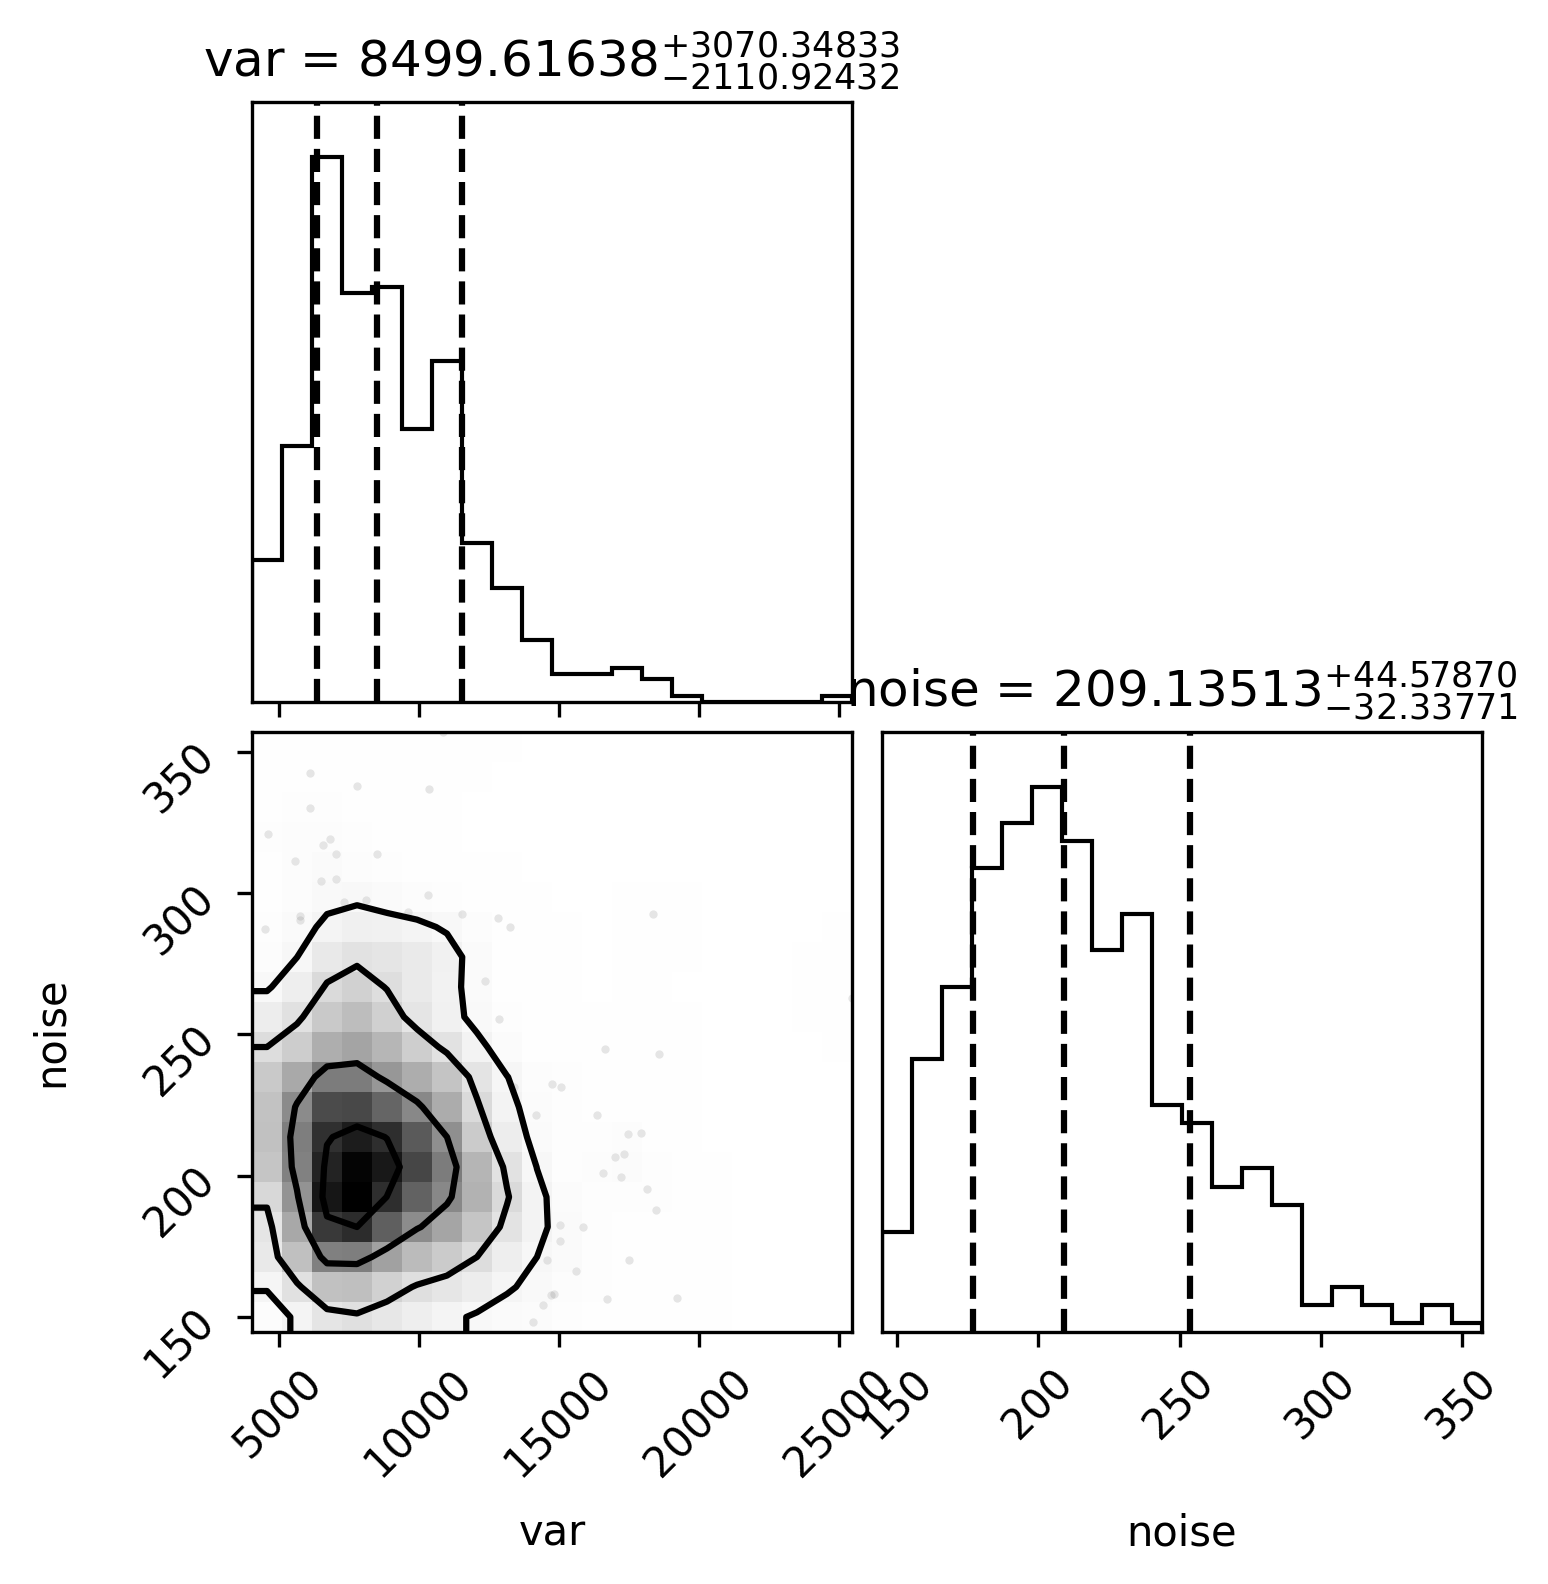 var = 8499.61638+3070.34833−2110.92432
noise = 209.13513+44.57870−32.33771
350
300
250
200
150
noise
5000 10000 15000 20000 25000
150 200 250 300 350
var
noise